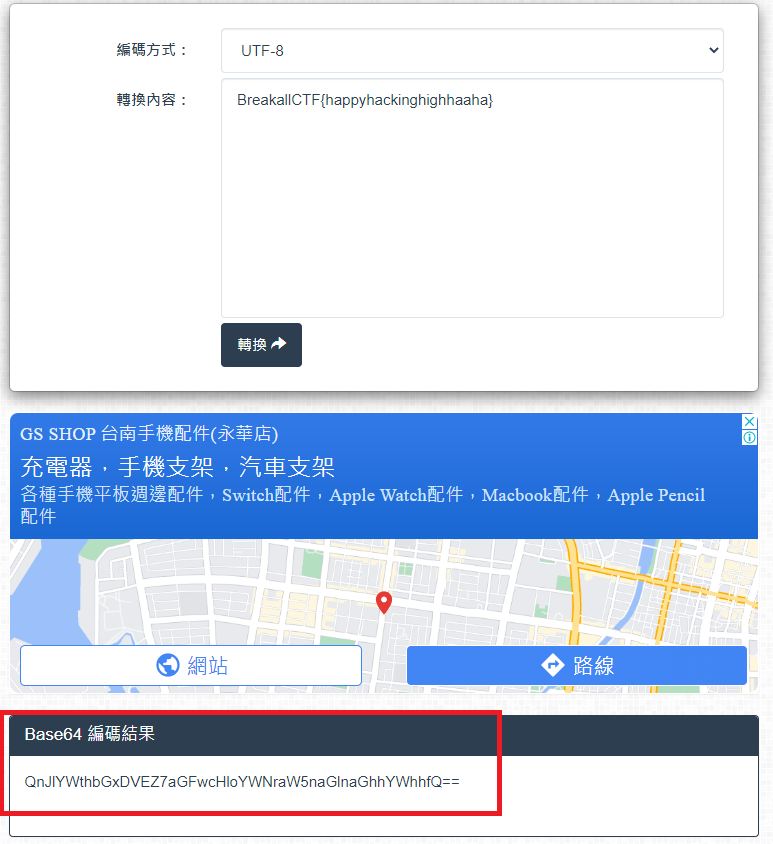 編碼方式：
UTF-8
轉換內容：
BreakallCTF{happyhackinghighhaaha}
轉換
GS SHOP 台南手機配件(永華店)
充電器，手機支架，汽車支架
各種手機平板週邊配件，Switch配件，Apple Watch配件，Macbook配件，Apple Pencil
配件
網站
路線
Base64 編碼結果
QnJlYWthbGxDVEZ7aGFwcHloYWNraW5naGlnaGhhYWhhfQ==